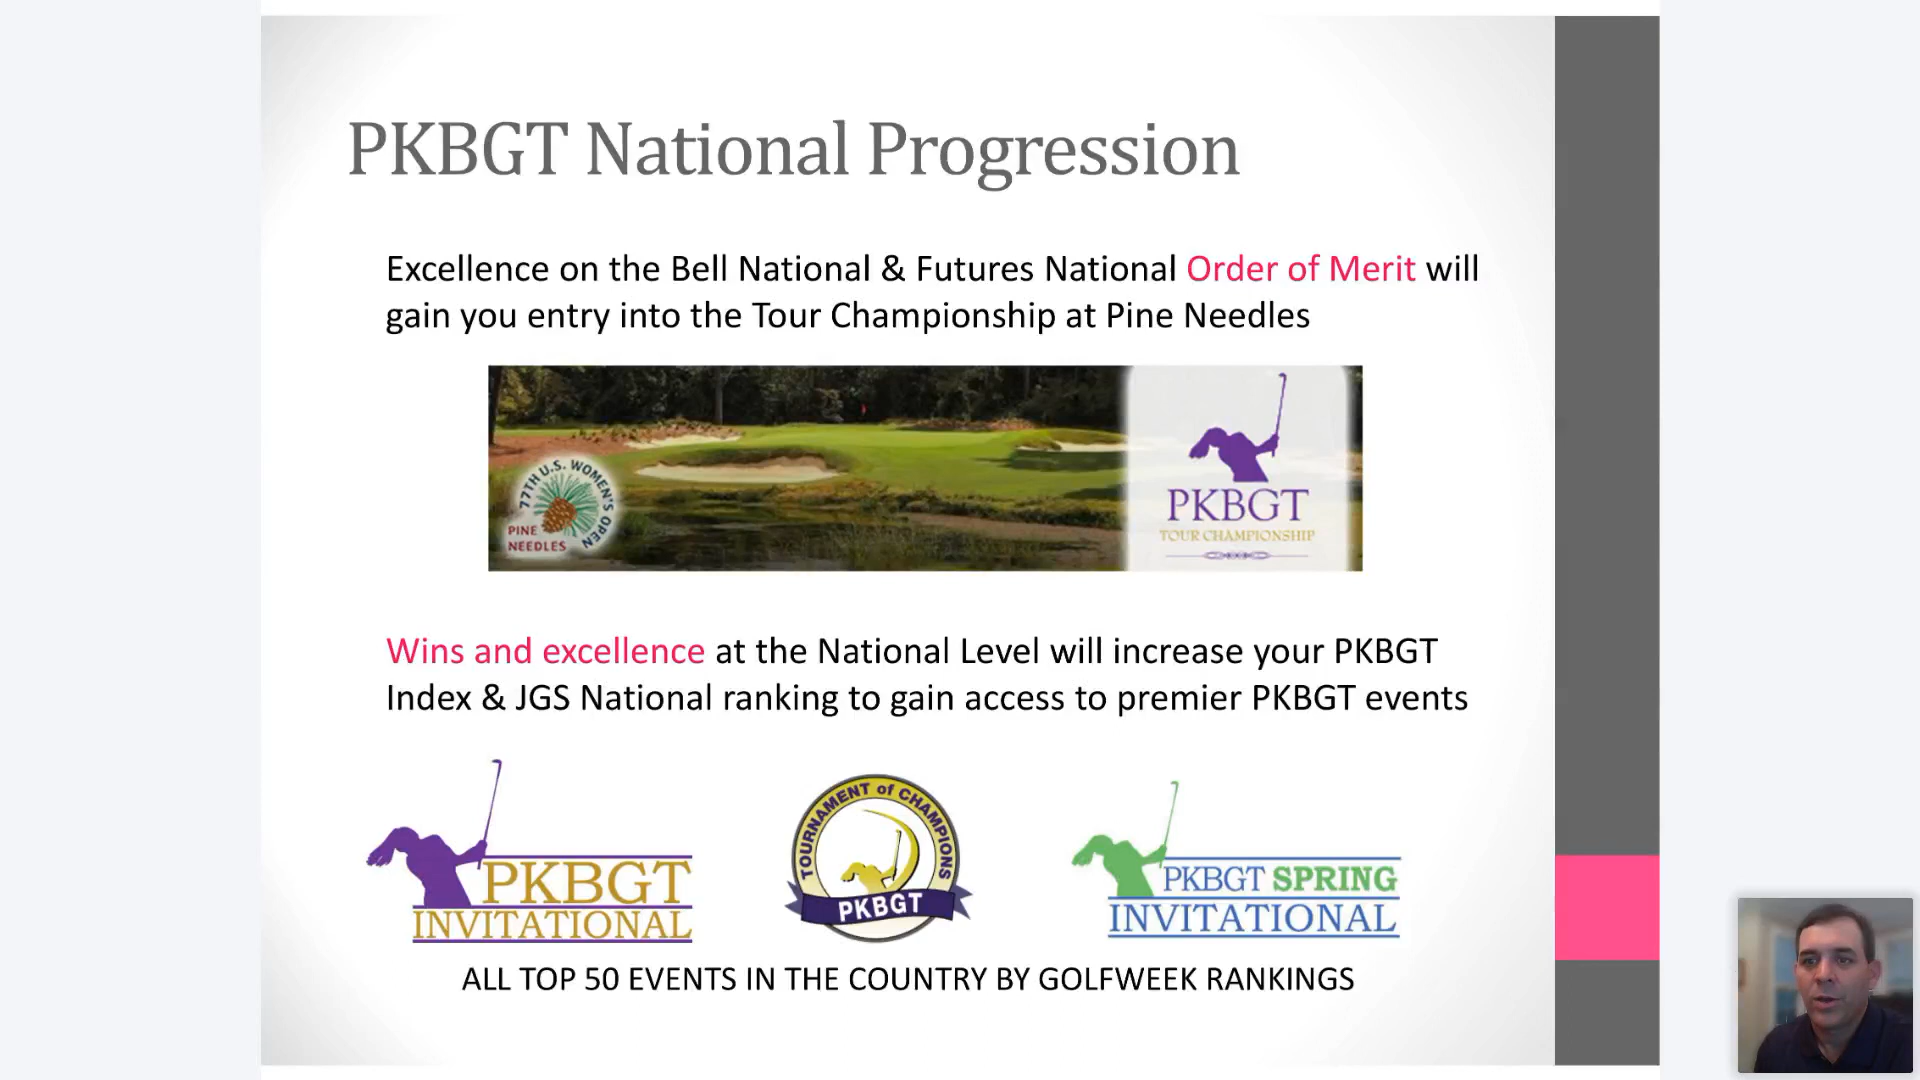 PKBGT National Progression
Excellence on the Bell National & Futures National Order of Merit will
gain you entry into the Tour Championship at Pine Needles
77TH U.S. WOMEN'S OPEN
PINE
NEEDLES
PKBGT
TOUR CHAMPIONSHIP
Wins and excellence at the National Level will increase your PKBGT
Index & JGS National ranking to gain access to premier PKBGT events
PKBGT
INVITATIONAL
TOURNAMENT of CHAMPIONS
PKBGT
PKBGT SPRING
INVITATIONAL
ALL TOP 50 EVENTS IN THE COUNTRY BY GOLFWEEK RANKINGS